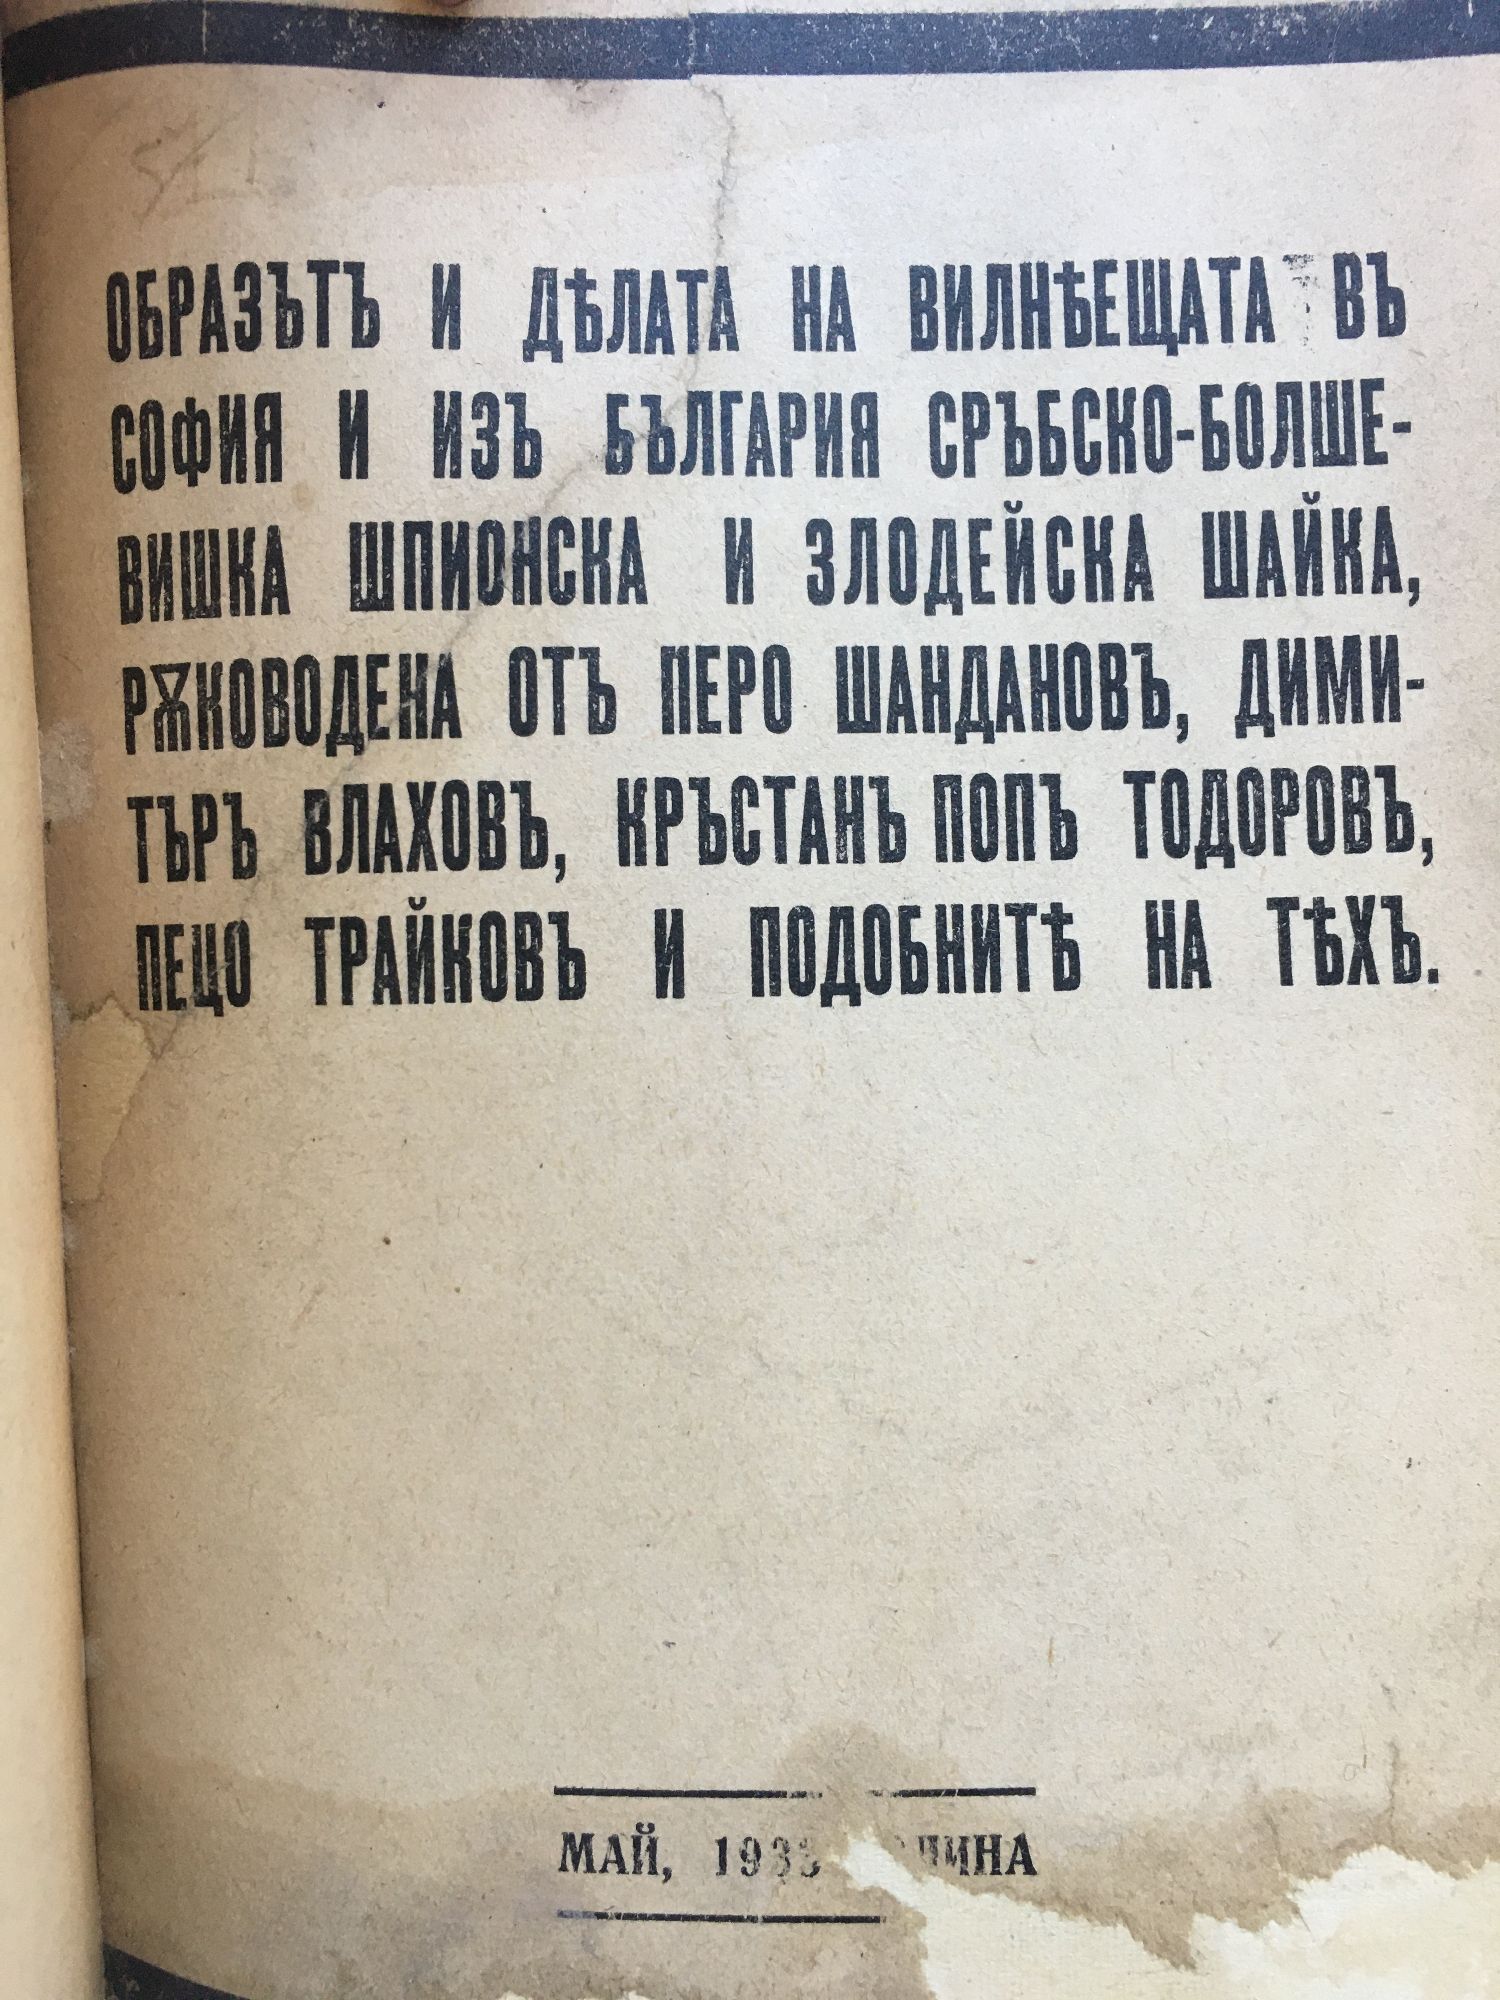 ОБРАЗЪТЪ И ДѢЛАТА НА ВИЛНѢЕЩАТА ВЪ
СОФИЯ И ИЗЪ БЪЛГАРИЯ СРЪБСКО-БОЛШЕ-
ВИШКА ШПИОНСКА И ЗЛОДЕЙСКА ШАЙКА,
РѪКОВОДЕНА ОТЪ ПЕРО ШАНДАНОВЪ, ДИМИ-
ТЪРЪ ВЛАХОВЪ, КРЪСТАНЪ ПОПЪ ТОДОРОВЪ,
ПЕЦО ТРАЙКОВЪ И ПОДОБНИТѢ НА ТѢХЪ.
МАЙ,